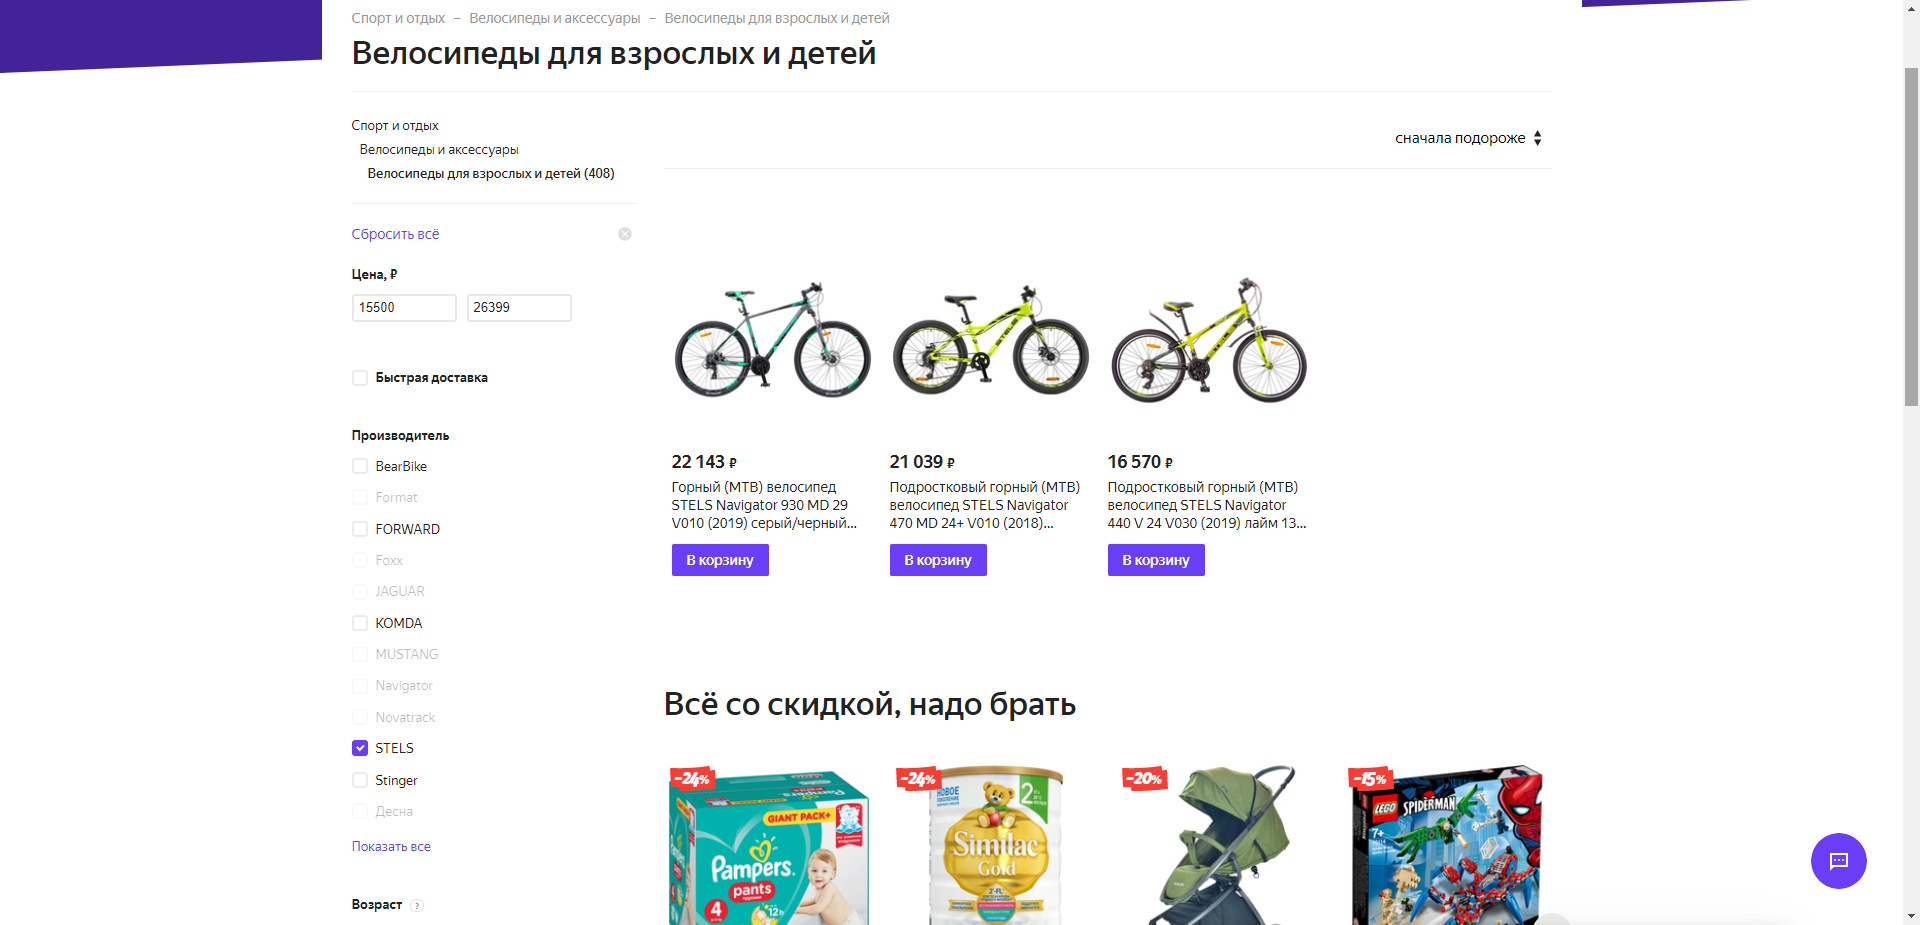 Спорт и отдых – Велосипеды и аксессуары – Велосипеды для взрослых и детей
Велосипеды для взрослых и детей
Спорт и отдых
Велосипеды и аксессуары
Велосипеды для взрослых и детей (408)
сначала подороже
Сбросить всё
Цена, ₽
15500 26399
Быстрая доставка
Производитель
BearBike
Format
FORWARD
Foxx
JAGUAR
KOMDA
MUSTANG
Navigator
Novatrack
STELS
Stinger
Десна
Показать все
Возраст ?
22 143 ₽
Горный (MTB) велосипед
STELS Navigator 930 MD 29
V010 (2019) серый/черный...
В корзину
21 039 ₽
Подростковый горный (MTB)
велосипед STELS Navigator
470 MD 24+ V010 (2018)...
В корзину
16 570 ₽
Подростковый горный (MTB)
велосипед STELS Navigator
440 V 24 V030 (2019) лайм 13...
В корзину
Всё со скидкой, надо брать
-24%
GIANT PACK+
Pampers
pants
4
12h
-24%
НОВОЕ
2
Similac
Gold
2'-FL
-20%
-15%
LEGO
SPIDERMAN
7+